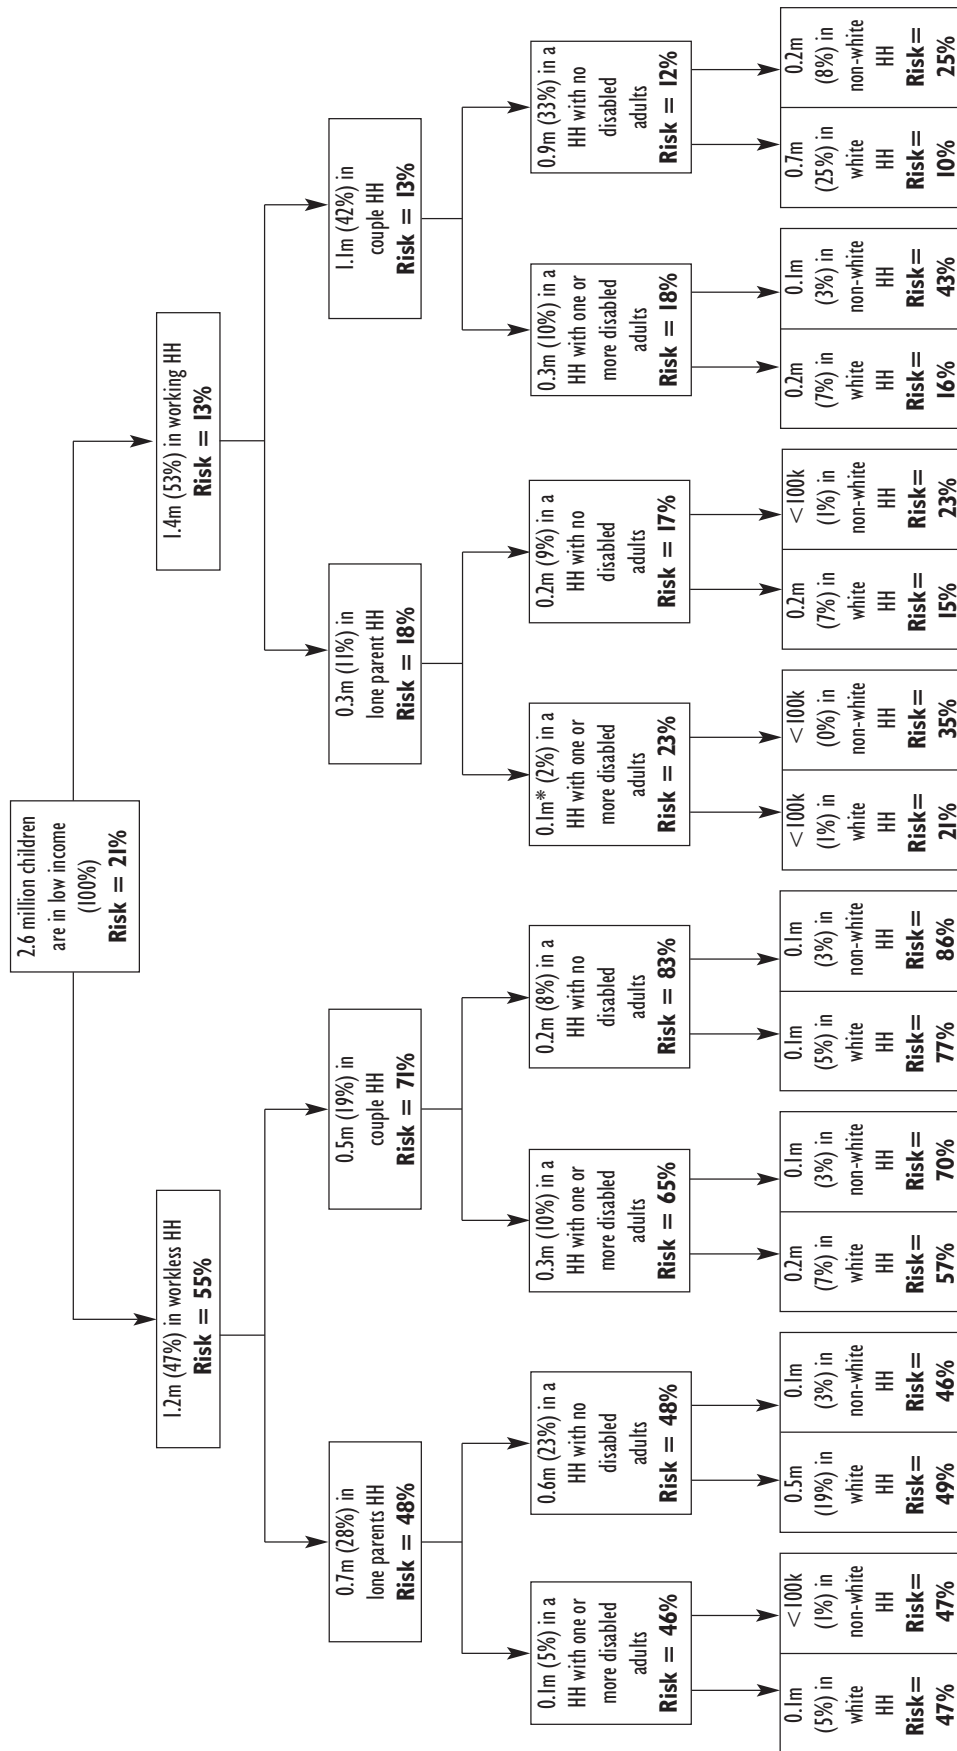 2.6 million children
are in low income
(100%)
Risk = 21%
1.2m (47%) in workless HH
Risk = 55%
1.4m (53%) in working HH
Risk = 13%
0.7m (28%) in
lone parents HH
Risk = 48%
0.5m (19%) in
couple HH
Risk = 71%
0.3m (11%) in
lone parent HH
Risk = 18%
1.1m (42%) in
couple HH
Risk = 13%
0.1m (5%) in a
HH with one or
more disabled
adults
Risk = 46%
0.6m (23%) in a
HH with no
disabled
adults
Risk = 48%
0.3m (10%) in a
HH with one or
more disabled
adults
Risk = 65%
0.2m (8%) in a
HH with no
disabled
adults
Risk = 83%
0.1m* (2%) in a
HH with one or
more disabled
adults
Risk = 23%
0.2m (9%) in a
HH with no
disabled
adults
Risk = 17%
0.3m (10%) in a
HH with one or
more disabled
adults
Risk = 18%
0.9m (33%) in a
HH with no
disabled
adults
Risk = 12%
0.1m
(5%) in
white
HH
Risk=
47%
<100k
(1%) in
non-white
HH
Risk=
47%
0.5m
(19%) in
white
HH
Risk=
49%
0.1m
(3%) in
non-white
HH
Risk=
46%
0.2m
(7%) in
white
HH
Risk=
57%
0.1m
(3%) in
non-white
HH
Risk=
70%
0.1m
(5%) in
white
HH
Risk=
77%
0.1m
(3%) in
non-white
HH
Risk=
86%
<100k
(1%) in
white
HH
Risk=
21%
<100k
(0%) in
non-white
HH
Risk=
35%
0.2m
(7%) in
white
HH
Risk=
15%
<100k
(1%) in
non-white
HH
Risk=
23%
0.2m
(7%) in
white
HH
Risk=
16%
0.1m
(3%) in
non-white
HH
Risk=
43%
0.7m
(25%) in
white
HH
Risk=
10%
0.2m
(8%) in
non-white
HH
Risk=
25%